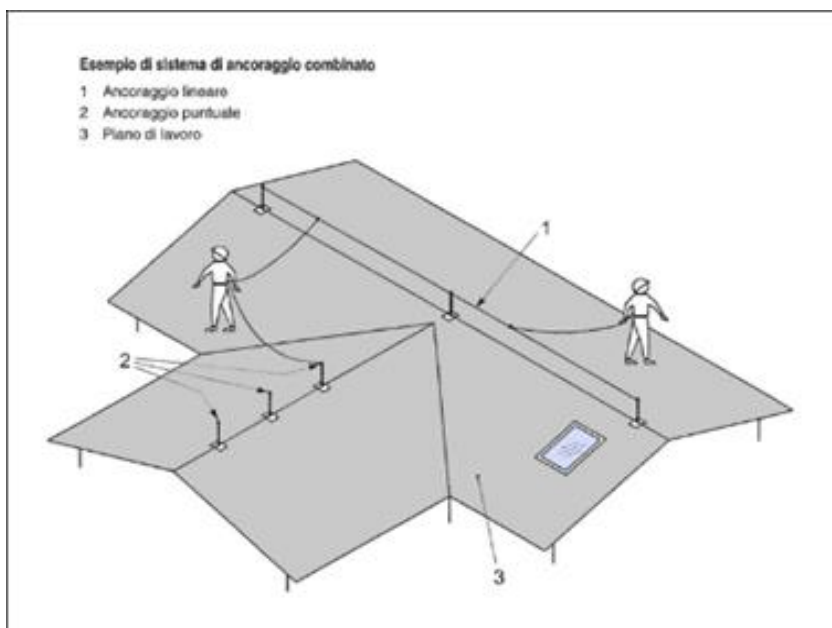 Esempio di sistema di ancoraggio combinato
1 Ancoraggio lineare
2 Ancoraggio puntuale
3 Piano di lavoro
1
2
3